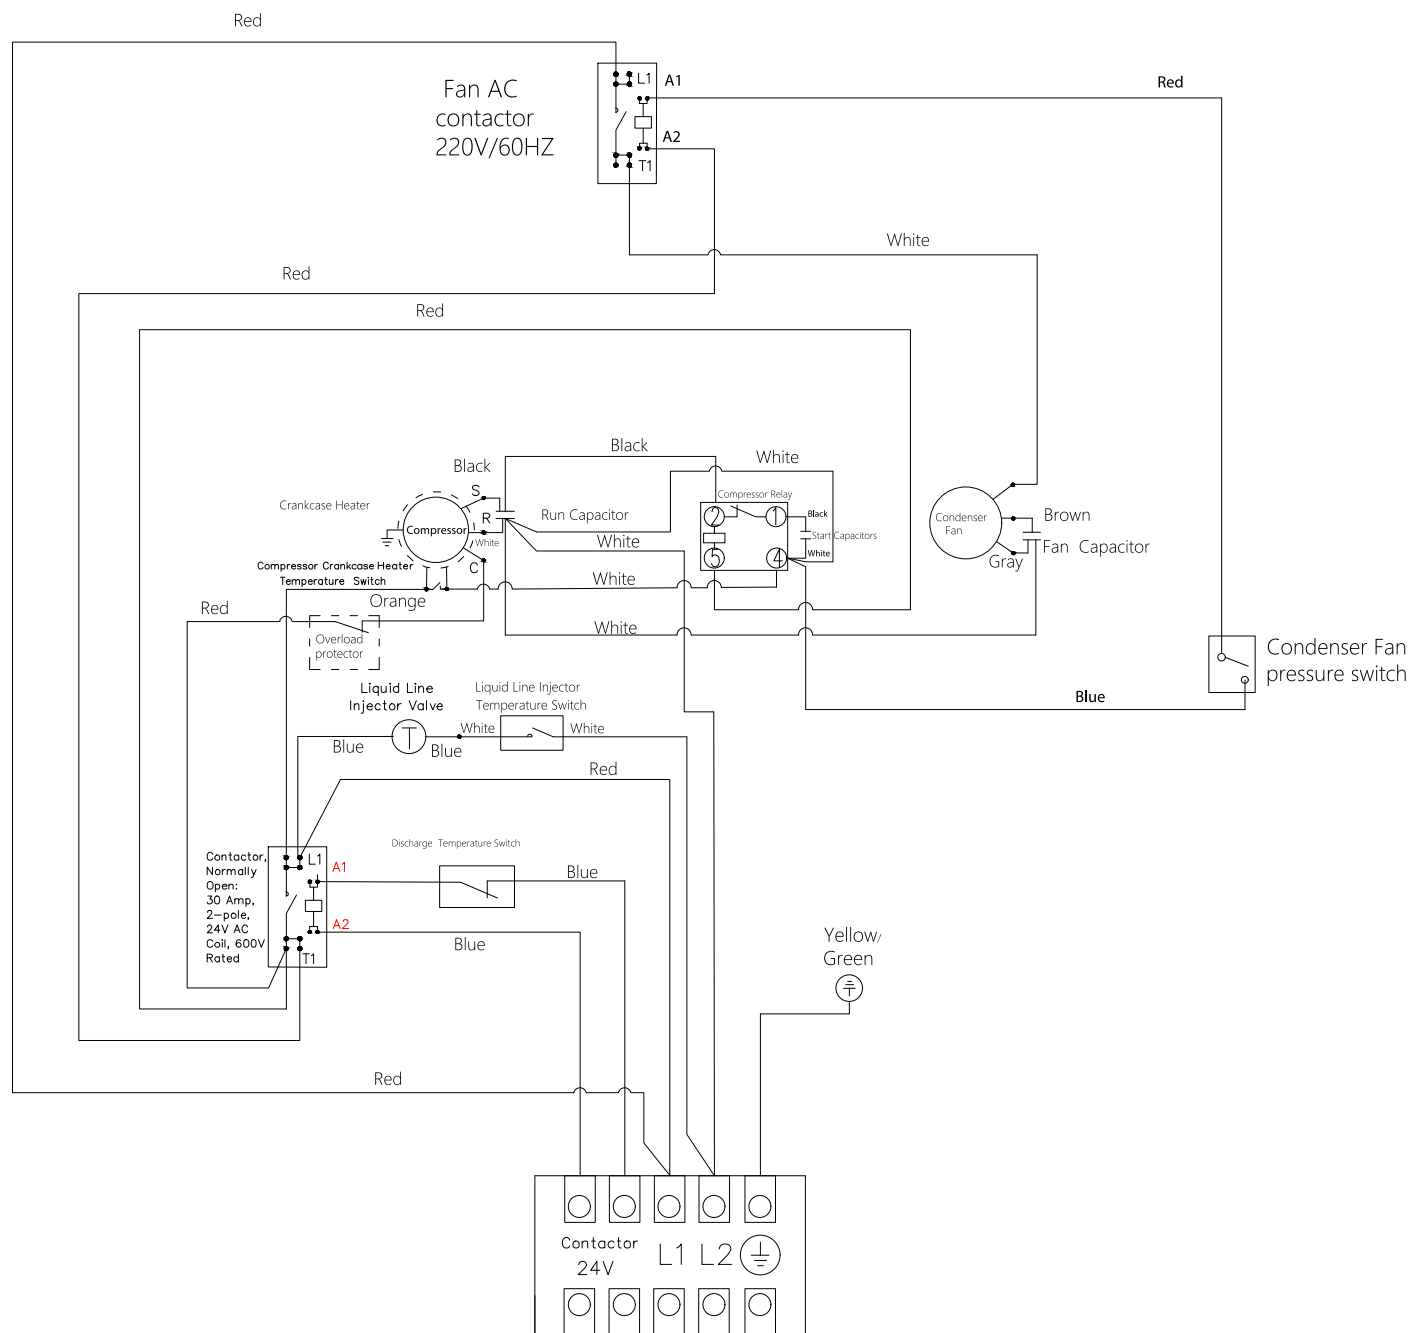 Red
Fan AC
contactor
220V/60HZ
L1
A1
A2
T1
Red
White
Red
Red
Black
White
Black
S
Compressor Relay
Crankcase Heater
R
Run Capacitor
2
1
Black
Brown
Compressor
Condenser
Fan
White
White
Start Capacitors
White
Fan Capacitor
Gray
Compressor Crankcase Heater
Temperature Switch
C
5
4
White
Orange
Red
White
Overload
protector
Condenser Fan
pressure switch
Liquid Line
Injector Valve
Liquid Line Injector
Temperature Switch
Blue
T
Blue
Blue
White
White
Red
Contactor,
Normally
Open:
30 Amp,
2-pole,
24V AC
Coil, 600V
Rated
L1
A1
A2
T1
Discharge Temperature Switch
Blue
Blue
Yellow/
Green
Red
Contactor
24V
L1
L2